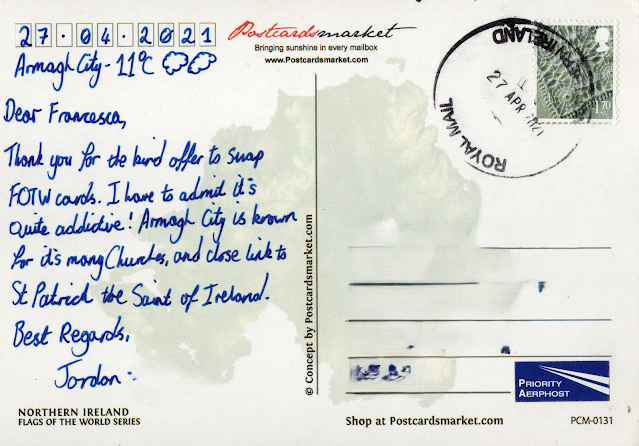 27.04.2021
Armagh City - 11°C
Dear Francesca,
Thank you for the kind offer to swap
FOTW cards. I have to admit it's
quite addictive! Armagh City is known
for it's many Churches, and close link to
St Patrick the Saint of Ireland.
Best Regards,
Jordan
NORTHERN IRELAND
FLAGS OF THE WORLD SERIES
Postcardsmarket
Bringing sunshine in every mailbox
www.Postcardsmarket.com
© Concept by Postcardsmarket.com
ROYAL MAIL
27 APR 2021
IRELAND
1.70
PRIORITY
AERPHOST
Shop at Postcardsmarket.com
PCM-0131